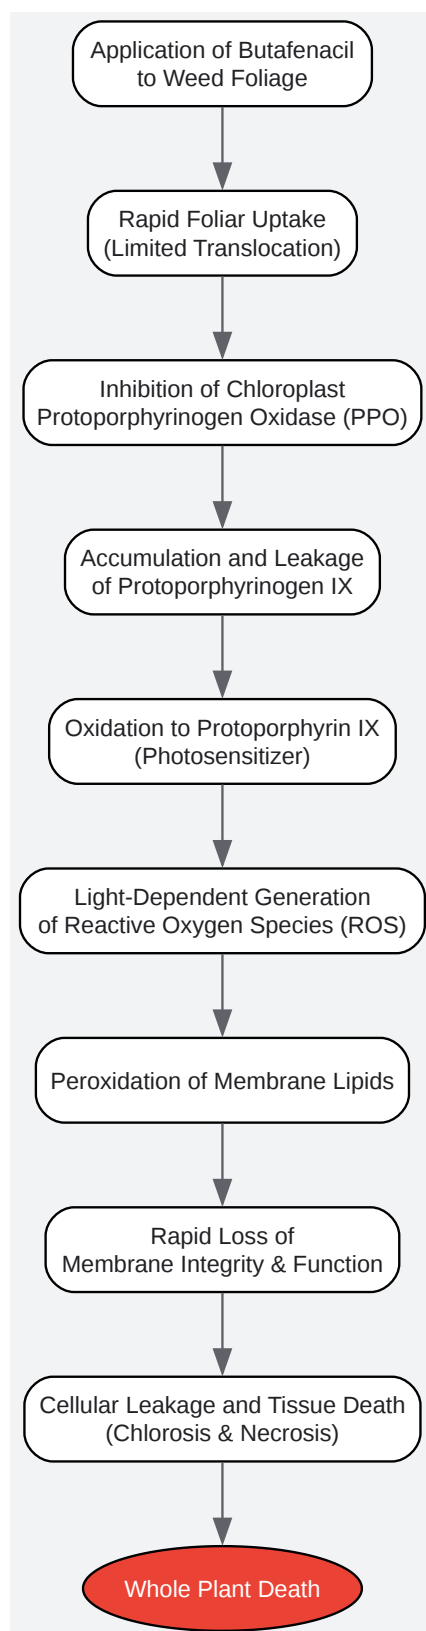 Application of Butafenacil
to Weed Foliage
Rapid Foliar Uptake
(Limited Translocation)
Inhibition of Chloroplast
Protoporphyrinogen Oxidase (PPO)
Accumulation and Leakage
of Protoporphyrinogen IX
Oxidation to Protoporphyrin IX
(Photosensitizer)
Light-Dependent Generation
of Reactive Oxygen Species (ROS)
Peroxidation of Membrane Lipids
Rapid Loss of
Membrane Integrity & Function
Cellular Leakage and Tissue Death
(Chlorosis & Necrosis)
Whole Plant Death